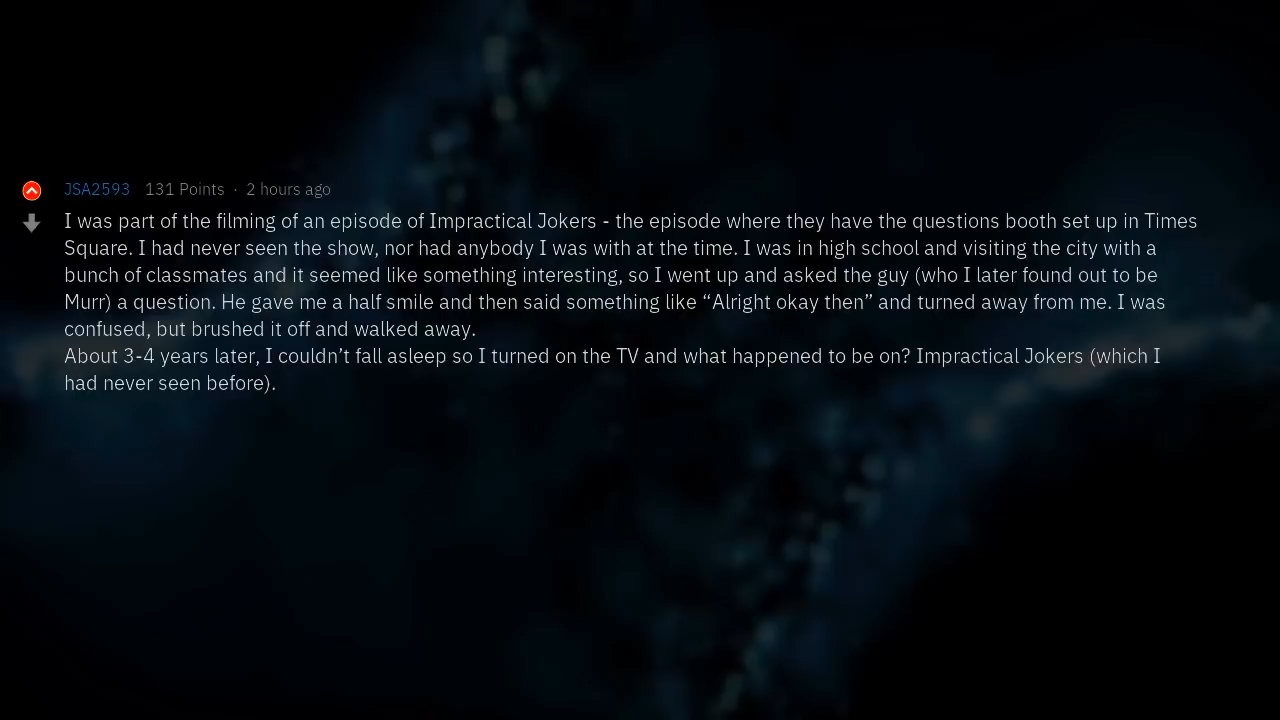 JSA2593 131 Points · 2 hours ago
I was part of the filming of an episode of Impractical Jokers - the episode where they have the questions booth set up in Times
Square. I had never seen the show, nor had anybody I was with at the time. I was in high school and visiting the city with a
bunch of classmates and it seemed like something interesting, so I went up and asked the guy (who I later found out to be
Murr) a question. He gave me a half smile and then said something like “Alright okay then” and turned away from me. I was
confused, but brushed it off and walked away.
About 3-4 years later, I couldn’t fall asleep so I turned on the TV and what happened to be on? Impractical Jokers (which I
had never seen before).